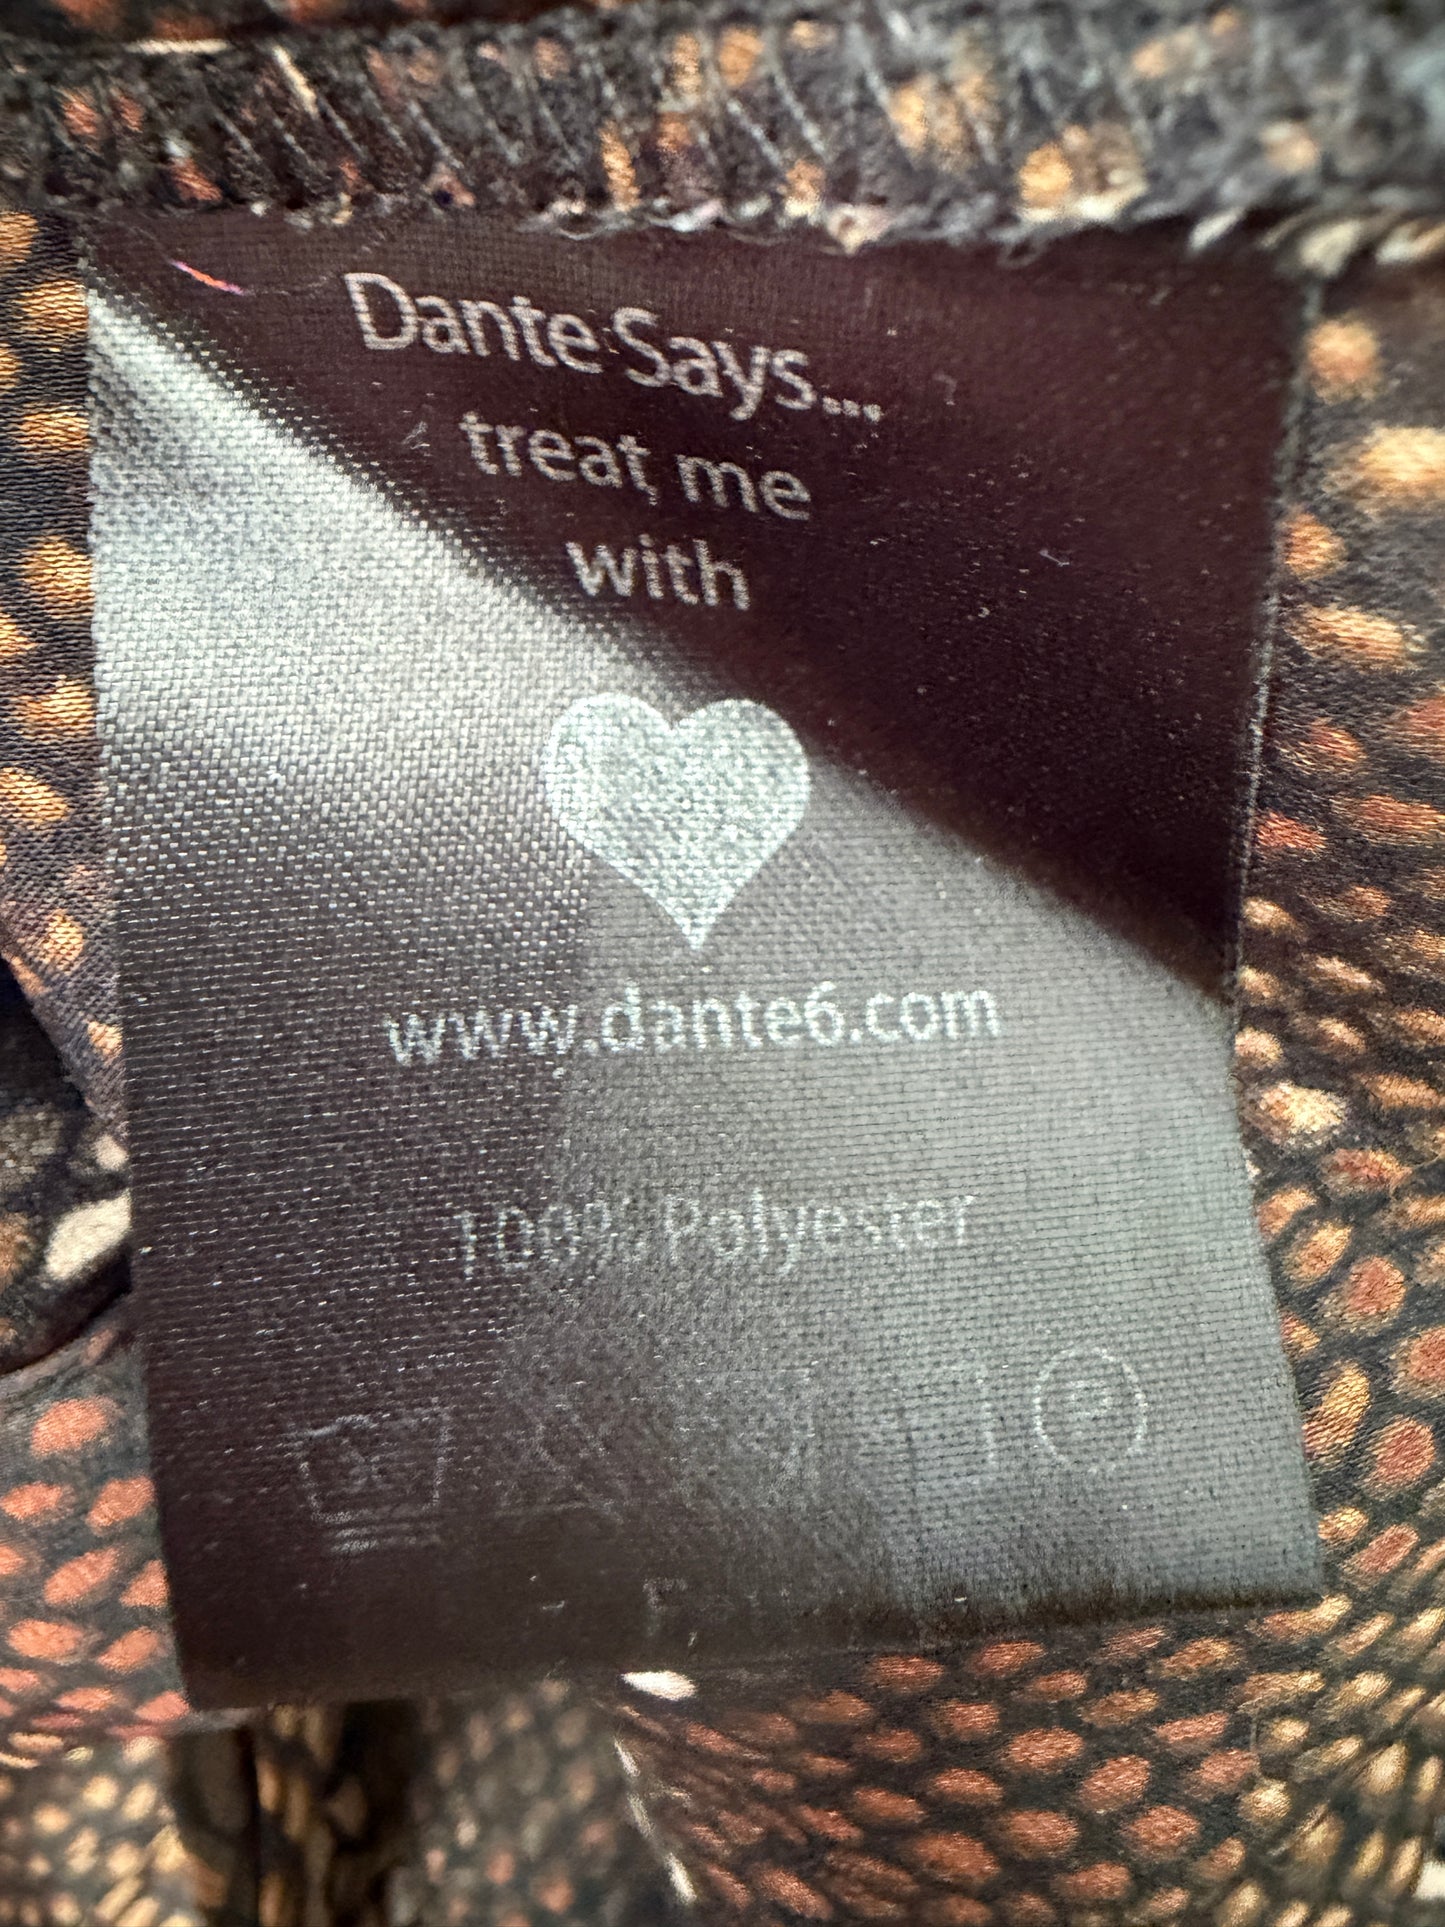 Dante Says...
treat me
with
www.dante6.com
100% Polyester
P